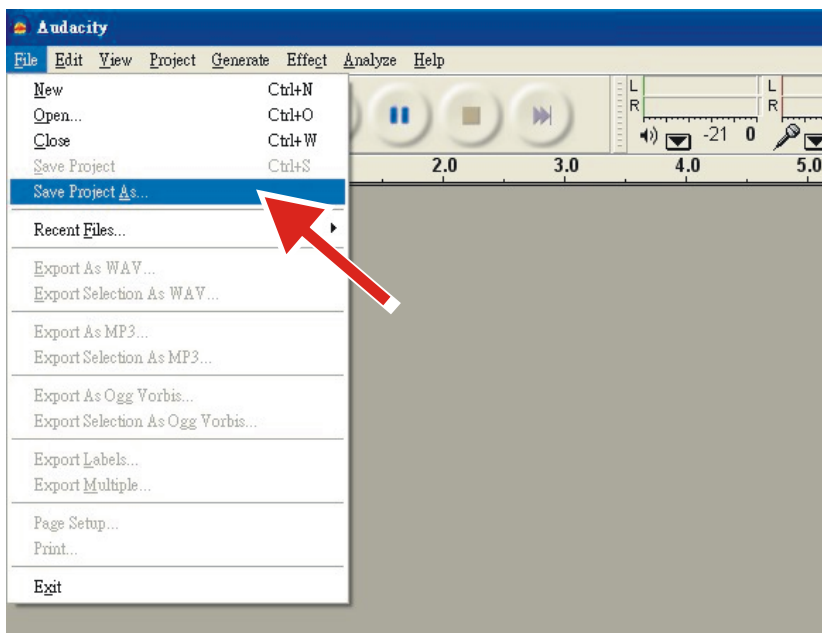 Audacity
File Edit View Project Generate Effect Analyze Help
New Ctrl+N
Open... Ctrl+O
Close Ctrl+W
Save Project Ctrl+S
Save Project As...
Recent Files...
Export As WAV...
Export Selection As WAV...
Export As MP3...
Export Selection As MP3...
Export As Ogg Vorbis...
Export Selection As Ogg Vorbis...
Export Labels...
Export Multiple...
Page Setup...
Print...
Exit
L L
R R
-21 0
2.0 3.0 4.0 5.0